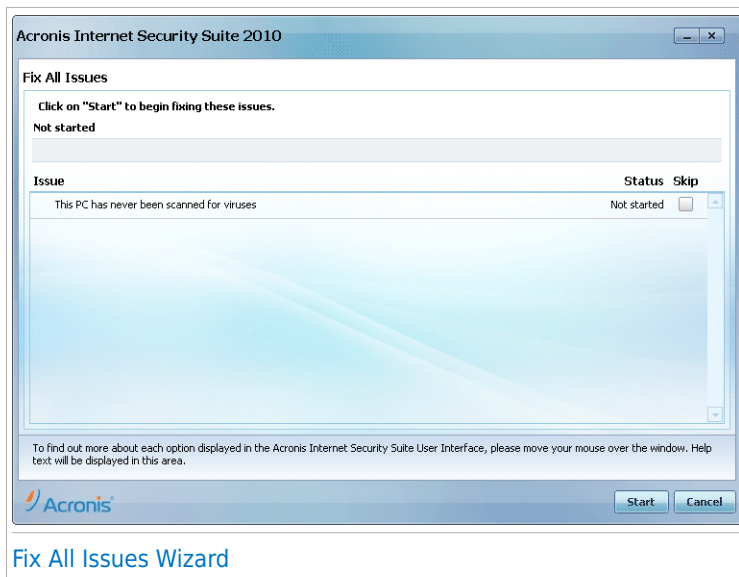 Acronis Internet Security Suite 2010
Fix All Issues
Click on "Start" to begin fixing these issues.
Not started
Issue Status Skip
This PC has never been scanned for viruses Not started
To find out more about each option displayed in the Acronis Internet Security Suite User Interface, please move your mouse over the window. Help
text will be displayed in this area.
Acronis Start Cancel
Fix All Issues Wizard